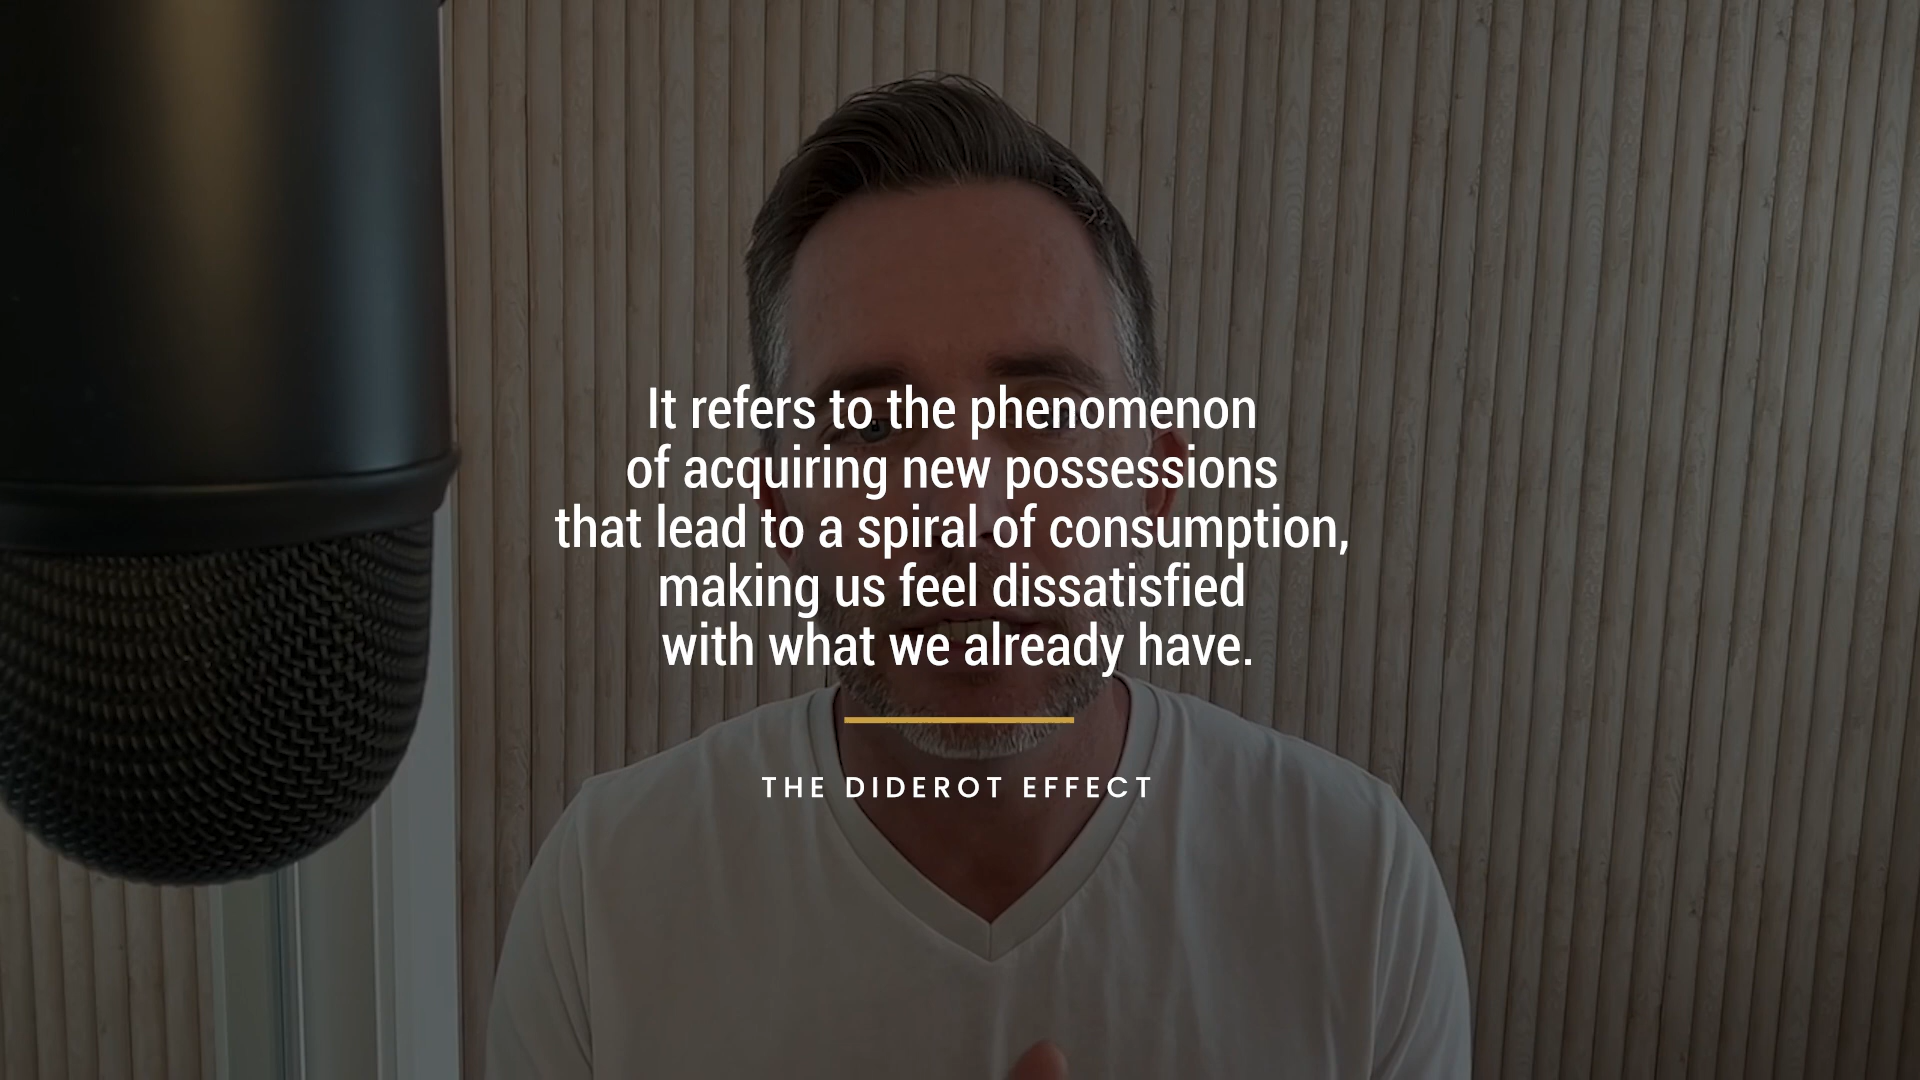 It refers to the phenomenon
of acquiring new possessions
that lead to a spiral of consumption,
making us feel dissatisfied
with what we already have.
THE DIDEROT EFFECT